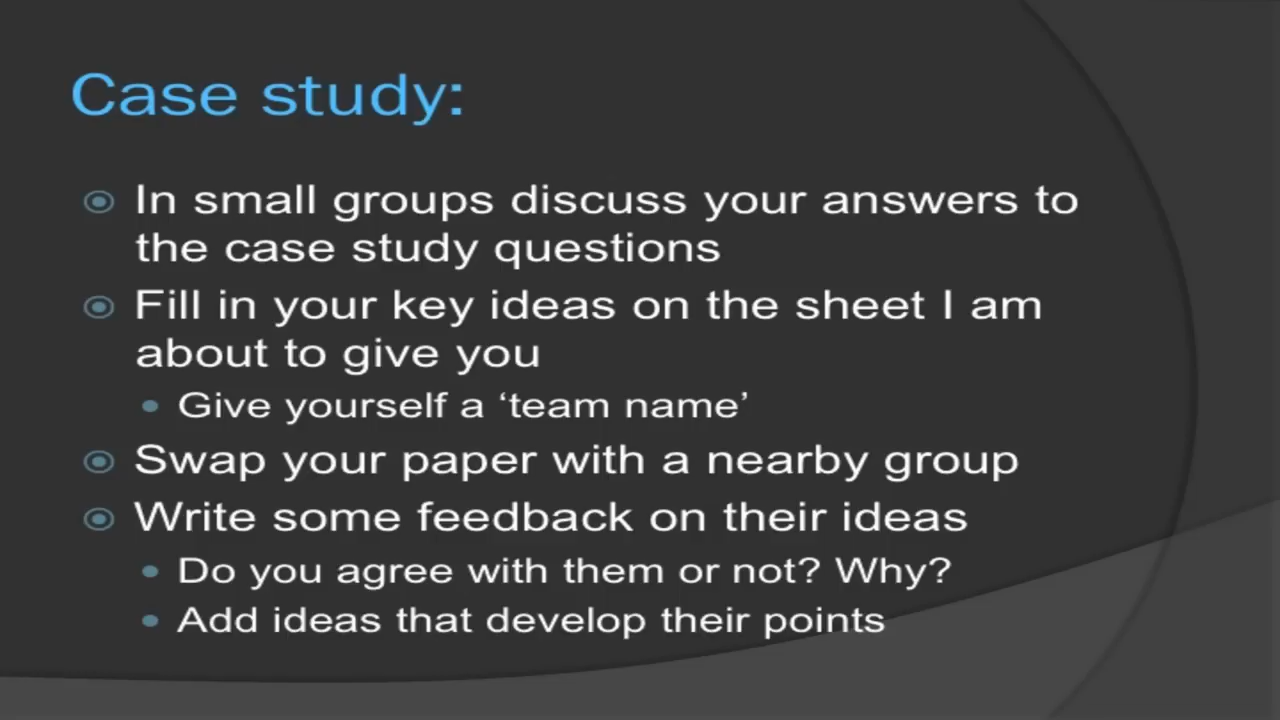 Case study:
In small groups discuss your answers to
the case study questions
Fill in your key ideas on the sheet I am
about to give you
Give yourself a ‘team name’
Swap your paper with a nearby group
Write some feedback on their ideas
Do you agree with them or not? Why?
Add ideas that develop their points